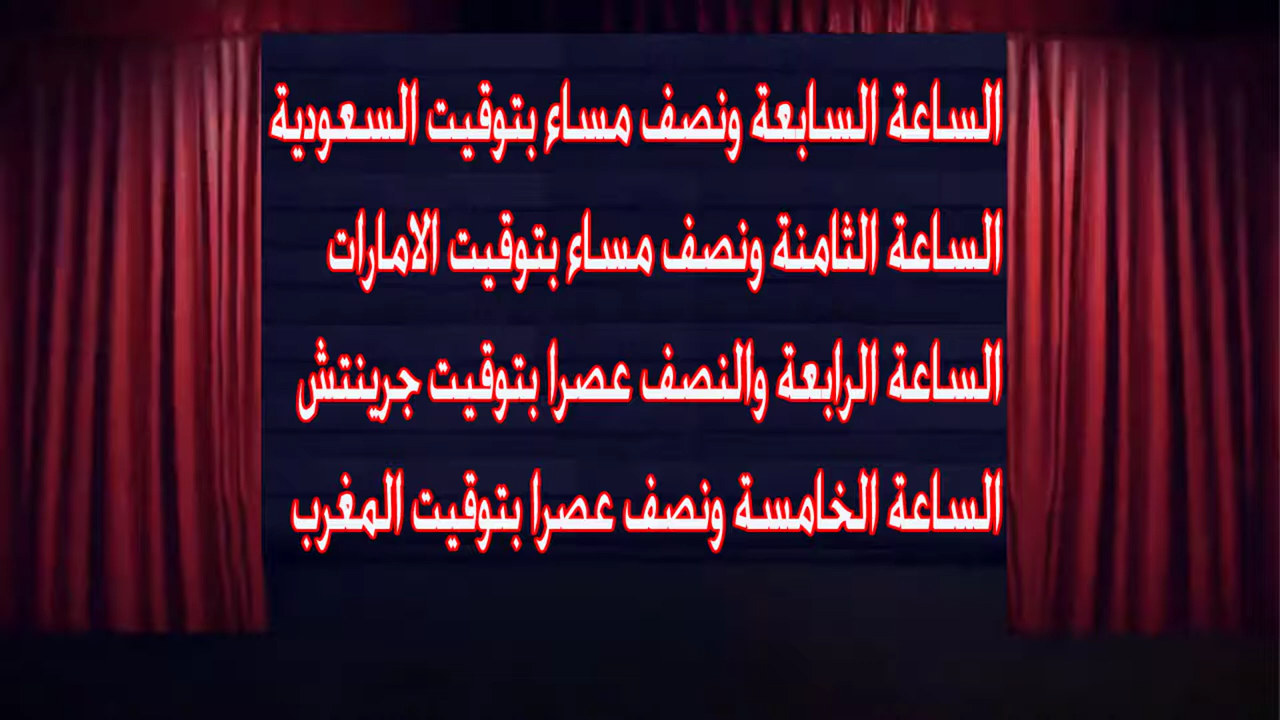 الساعة السابعة ونصف مساء بتوقيت السعودية
الساعة الثامنة ونصف مساء بتوقيت الامارات
الساعة الرابعة والنصف عصرا بتوقيت جرينتش
الساعة الخامسة ونصف عصرا بتوقيت المغرب